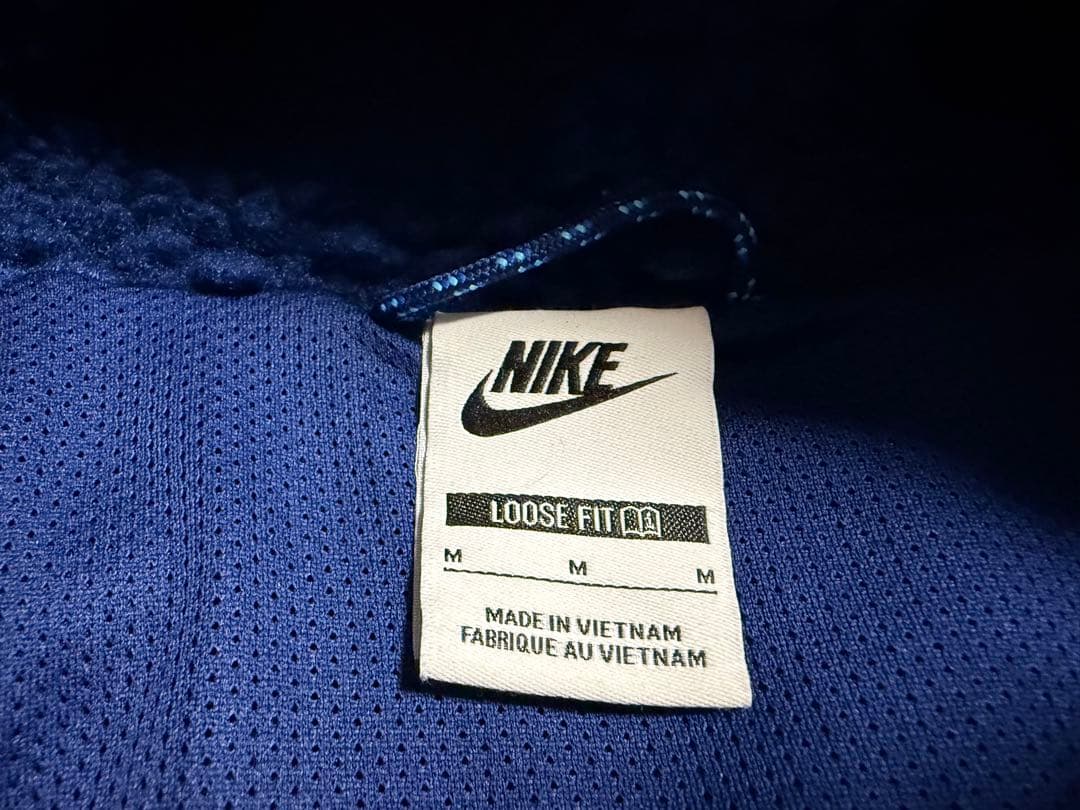 NIKE
LOOSE FIT
M M M
MADE IN VIETNAM
FABRIQUE AU VIETNAM